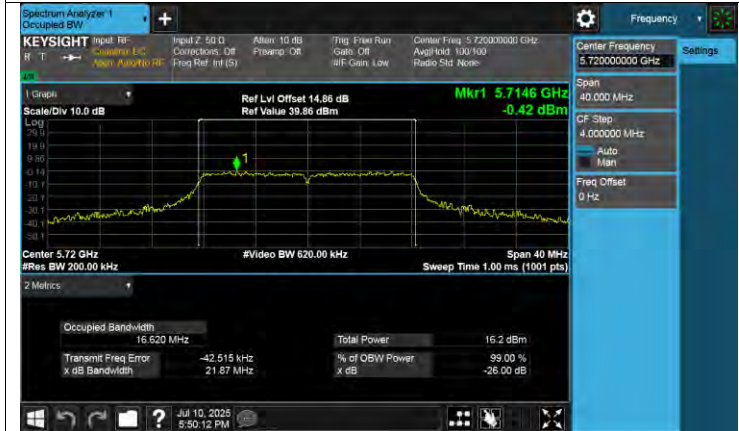 Spectrum Analyzer 1
Occupied BW
+
Frequency
KEYSIGHT Input: RF
R T
Input Z: 50 Ω
Corrections: Off
Freq Ref: Int (S)
Atten: 10 dB
Preamp: Off
Trig: Free Run
Gate: Off
#IF Gain: Low
Center Freq: 5.720000000 GHz
Avg|Hold: 100/100
Radio Std: None
Center Frequency
5.720000000 GHz
Settings
Span
40.000 MHz
CF Step
4.000000 MHz
Auto
Man
Freq Offset
0 Hz
1 Graph
Scale/Div 10.0 dB
Ref Lvl Offset 14.86 dB
Ref Value 39.86 dBm
Mkr1 5.7146 GHz
-0.42 dBm
Log
29.9
19.9
9.86
-0.14
-10.1
-20.1
-30.1
-40.1
-50.1
1
Center 5.72 GHz
#Res BW 200.00 kHz
#Video BW 620.00 kHz
Span 40 MHz
Sweep Time 1.00 ms (1001 pts)
2 Metrics
Occupied Bandwidth
16.620 MHz
Total Power 16.2 dBm
Transmit Freq Error -42.515 kHz
% of OBW Power 99.00 %
x dB Bandwidth 21.87 MHz
x dB -26.00 dB
?
Jul 10, 2025
5:50:12 PM